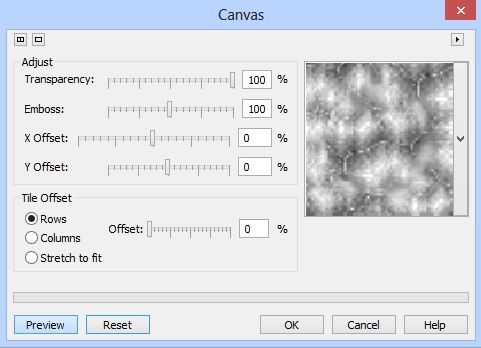 Canvas
Adjust
Transparency: 100 %
Emboss: 100 %
X Offset: 0 %
Y Offset: 0 %
Tile Offset
Rows
Columns
Stretch to fit
Offset: 0 %
Preview Reset OK Cancel Help